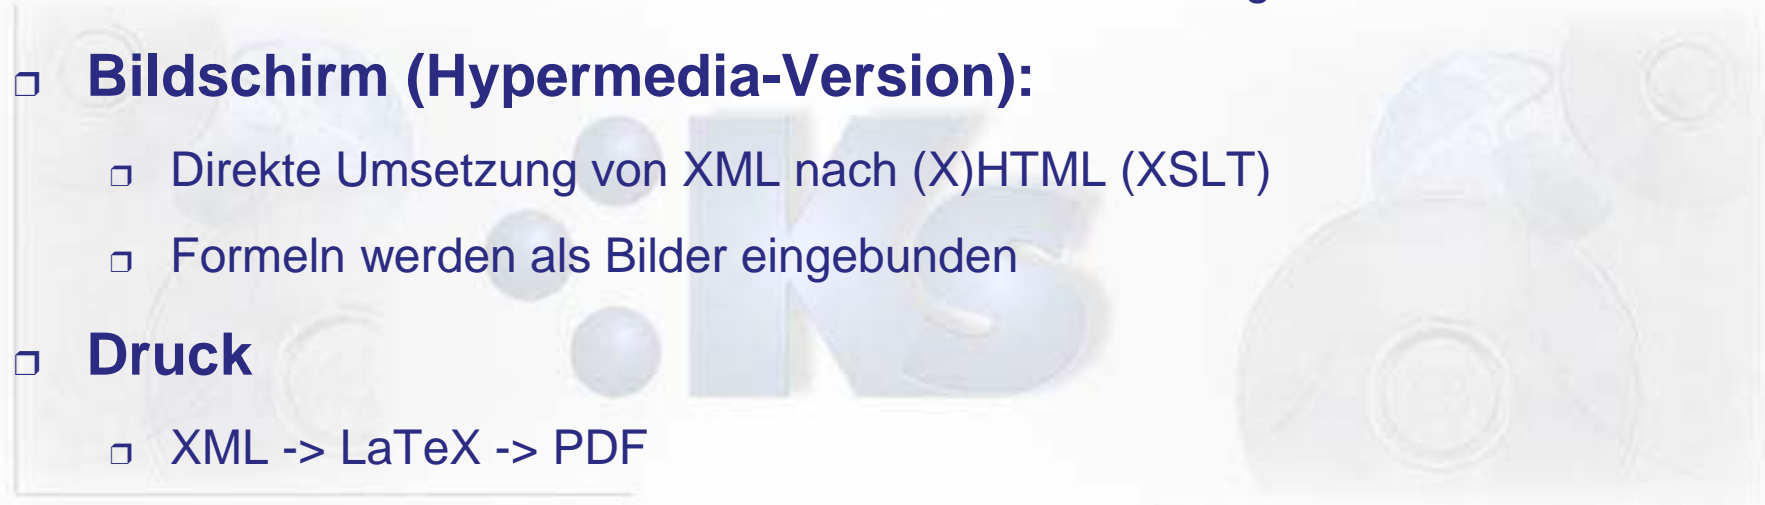 Bildschirm (Hypermedia-Version):
Direkte Umsetzung von XML nach (X)HTML (XSLT)
Formeln werden als Bilder eingebunden
Druck
XML -> LaTeX -> PDF
:Ks